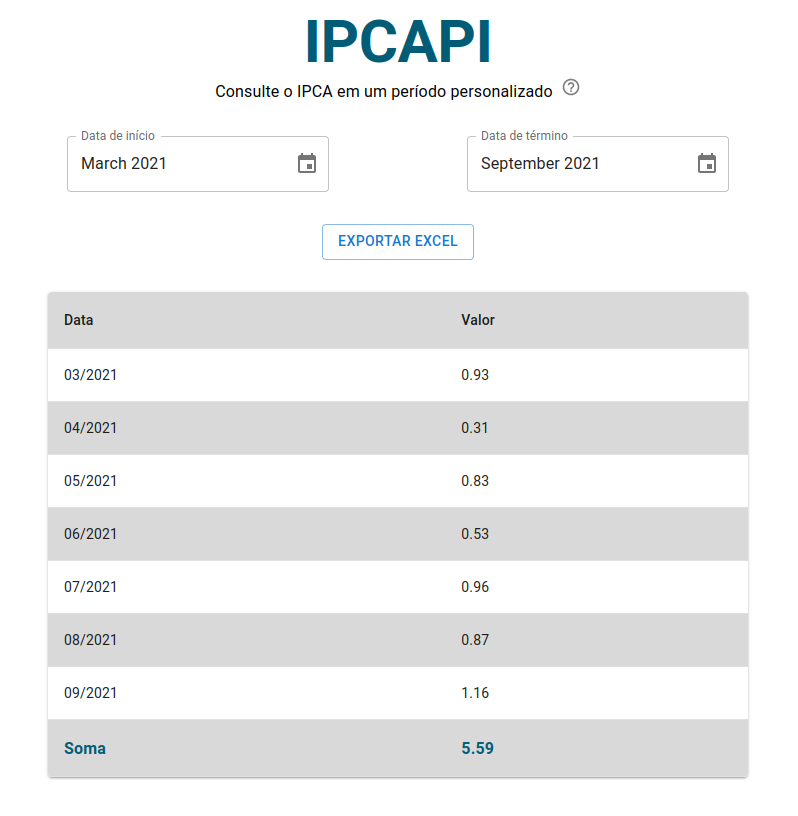 IPCAPI
Consulte o IPCA em um período personalizado ?
Data de início
March 2021
Data de término
September 2021
EXPORTAR EXCEL
Data Valor
03/2021 0.93
04/2021 0.31
05/2021 0.83
06/2021 0.53
07/2021 0.96
08/2021 0.87
09/2021 1.16
Soma 5.59